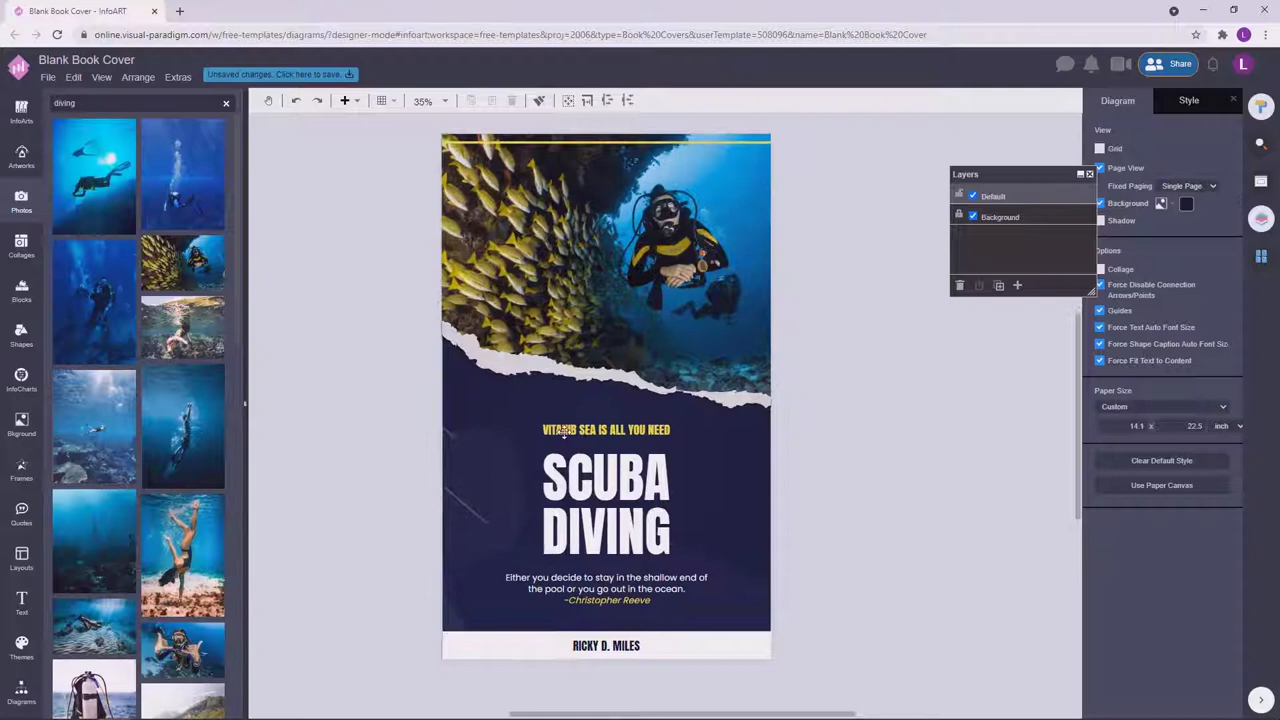 Blank Book Cover - InfoART
online.visual-paradigm.com/w/free-templates/diagrams/?designer-mode#infoart:workspace=free-templates&proj=2006&type=Book%20Covers&userTemplate=508096&name=Blank%20Book%20Cover
L
Blank Book Cover
File Edit View Arrange Extras
Unsaved changes. Click here to save.
Share
L
diving
35%
Diagram Style
InfoArts
Artworks
Photos
Collages
Blocks
Shapes
InfoCharts
Bkground
Frames
Quotes
Layouts
Text
Themes
Diagrams
VITAMIN SEA IS ALL YOU NEED
SCUBA
DIVING
Either you decide to stay in the shallow end of
the pool or you go out in the ocean.
-Christopher Reeve
RICKY D. MILES
Layers
Default
Background
View
Grid
Page View
Fixed Paging Single Page
Background
Shadow
Options
Collage
Force Disable Connection
Arrows/Points
Guides
Force Text Auto Font Size
Force Shape Caption Auto Font Siz
Force Fit Text to Content
Paper Size
Custom
14.1 x 22.5 inch
Clear Default Style
Use Paper Canvas